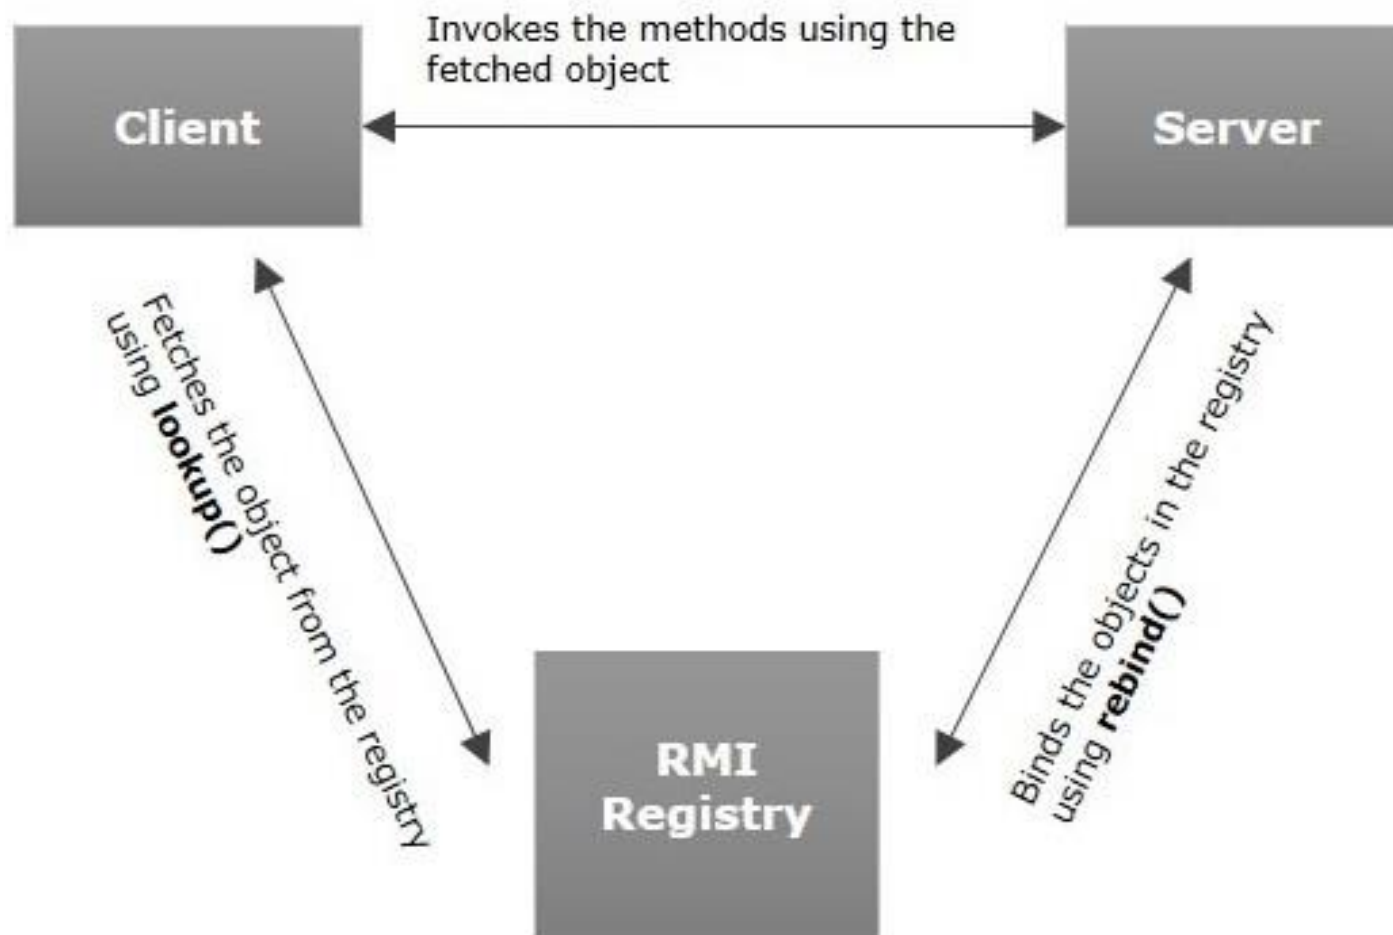 Invokes the methods using the
fetched object
Client
Server
Fetches the object from the registry
using lookup()
Binds the objects in the registry
using rebind()
RMI
Registry